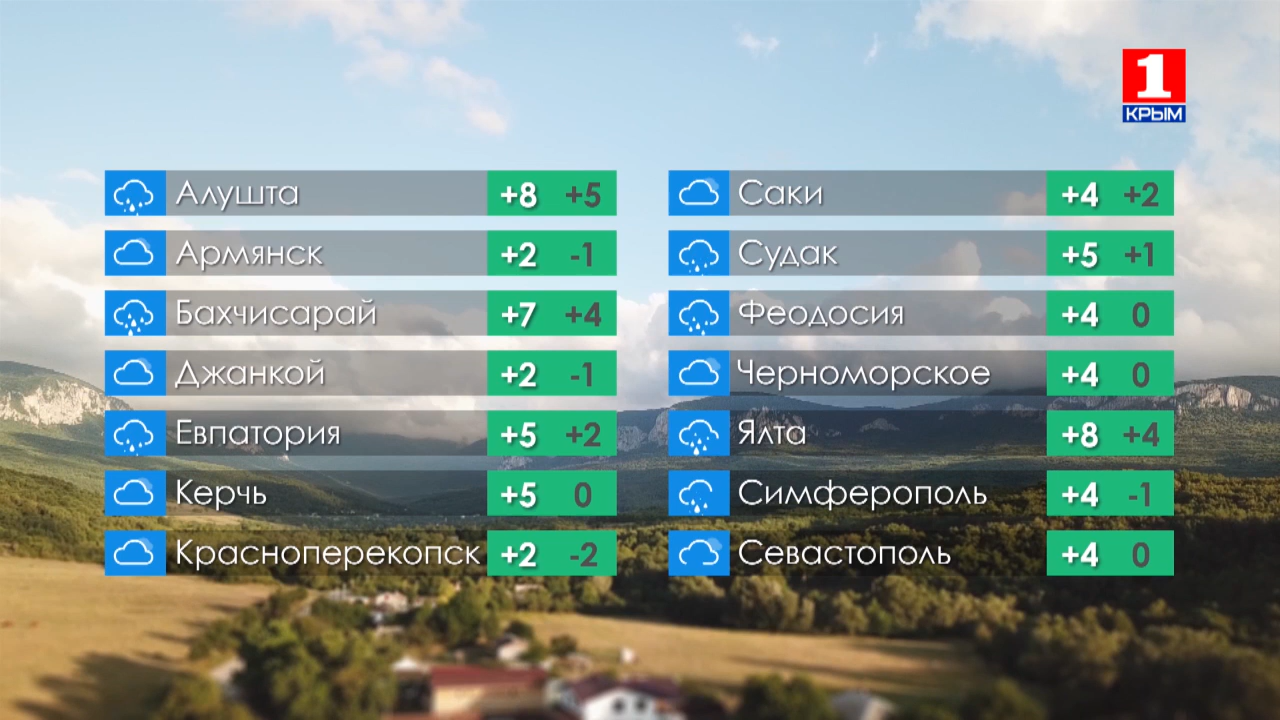 1
КРЫМ
Алушта +8 +5
Армянск +2 -1
Бахчисарай +7 +4
Джанкой +2 -1
Евпатория +5 +2
Керчь +5 0
Красноперекопск +2 -2
Саки +4 +2
Судак +5 +1
Феодосия +4 0
Черноморское +4 0
Ялта +8 +4
Симферополь +4 -1
Севастополь +4 0